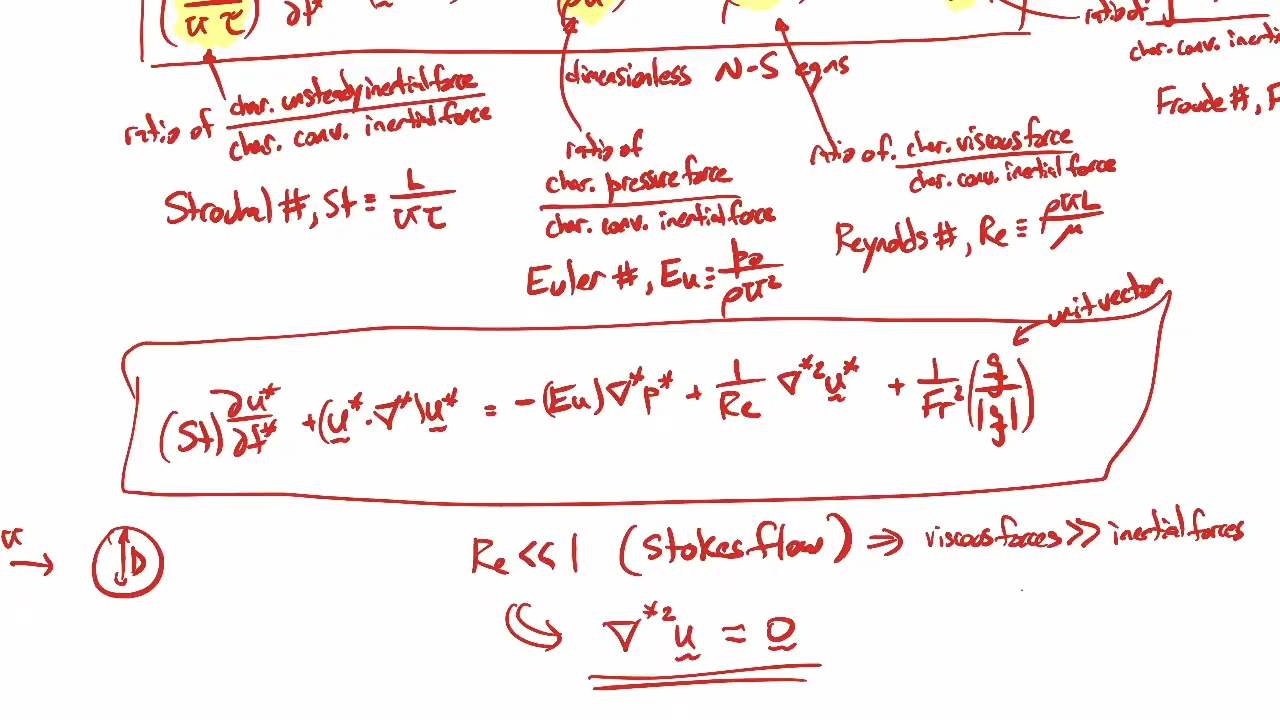 U τ ∂t*
dimensionless N-S eqns
ratio of
char. conv. inertia
Froude #, F
ratio of char. unsteady inertial force / char. conv. inertial force
Strouhal #, St ≡ L / Uτ
ratio of
char. pressure force / char. conv. inertial force
Euler #, Eu ≡ p₀ / ρU²
ratio of. char. viscous force / char. conv. inertial force
Reynolds #, Re ≡ ρUL / μ
unit vector
(St) ∂u*/∂t* + (u*·∇*)u* = -(Eu)∇*p* + 1/Re ∇*²u* + 1/Fr² (g/|g|)
U → D
Re << 1 (Stokes flow) ⇒ viscous forces >> inertial forces
∇*² u = 0